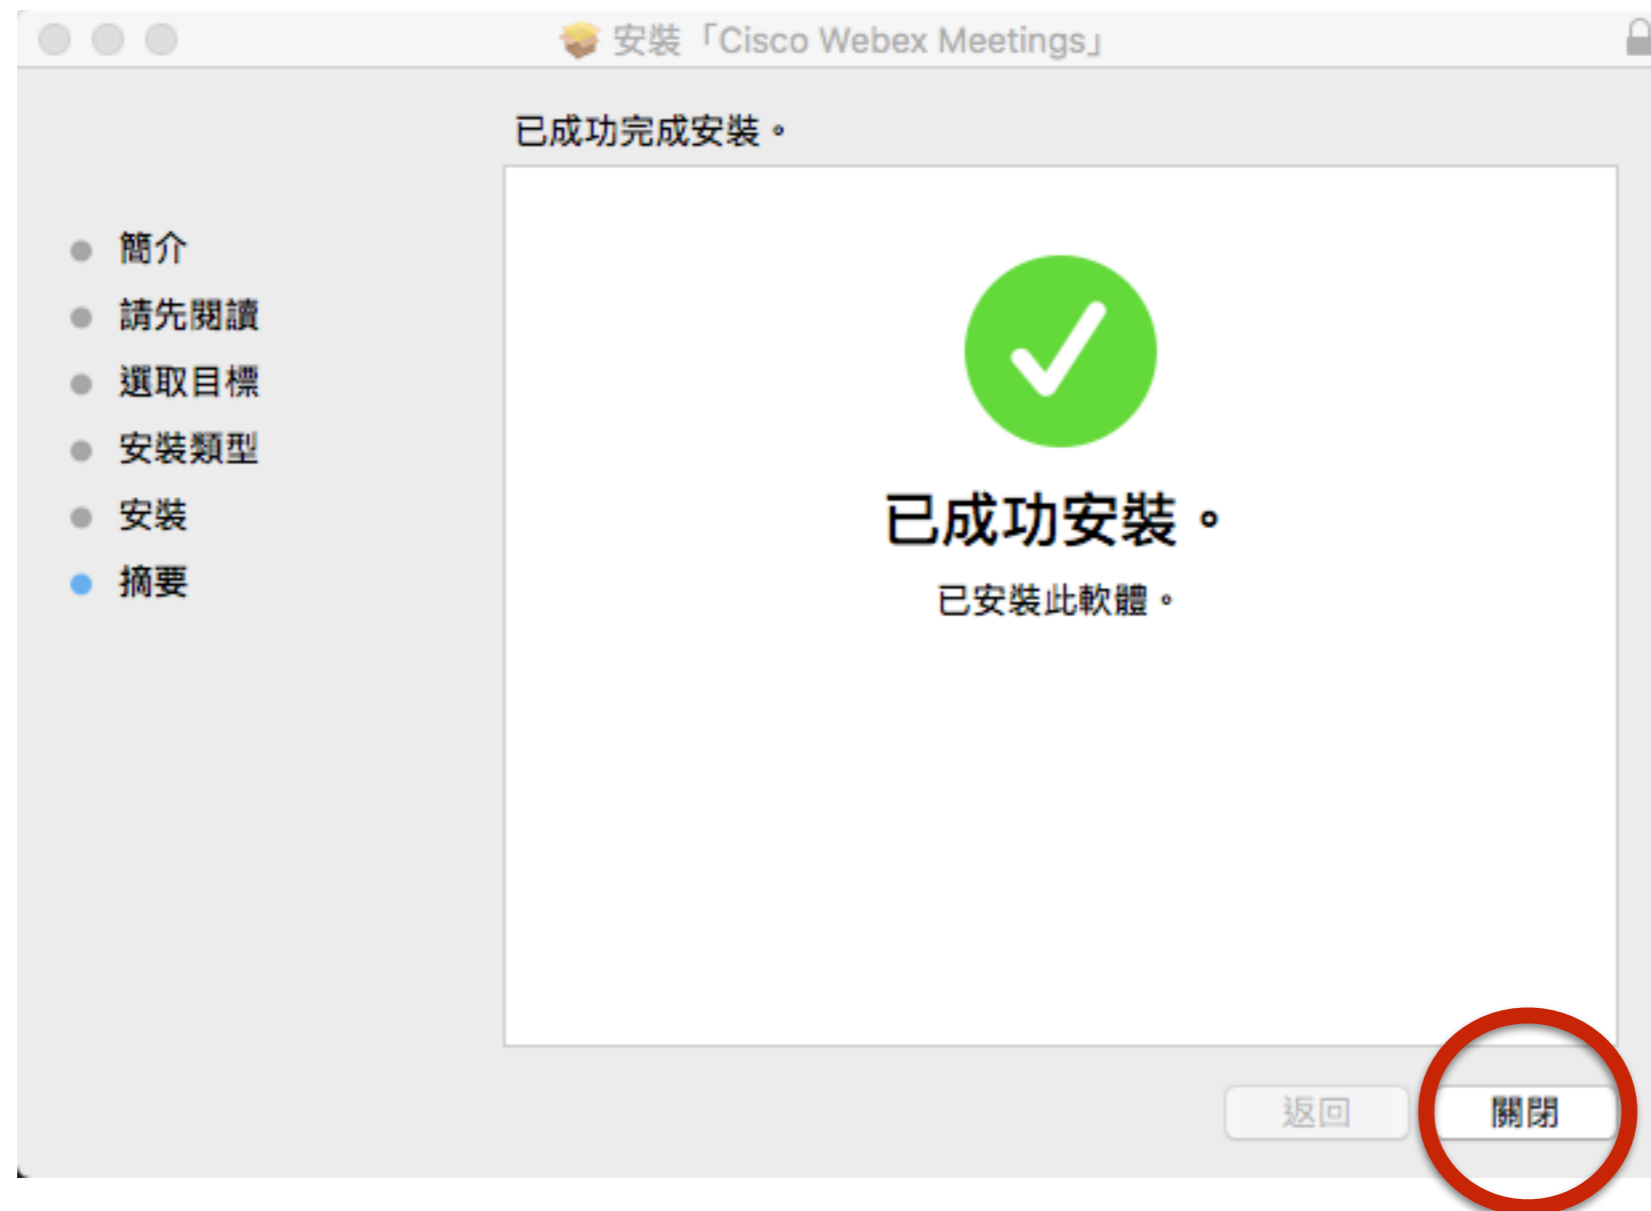 安裝「Cisco Webex Meetings」
已成功完成安裝。
簡介
請先閱讀
選取目標
安裝類型
安裝
摘要
已成功安裝。
已安裝此軟體。
返回
關閉